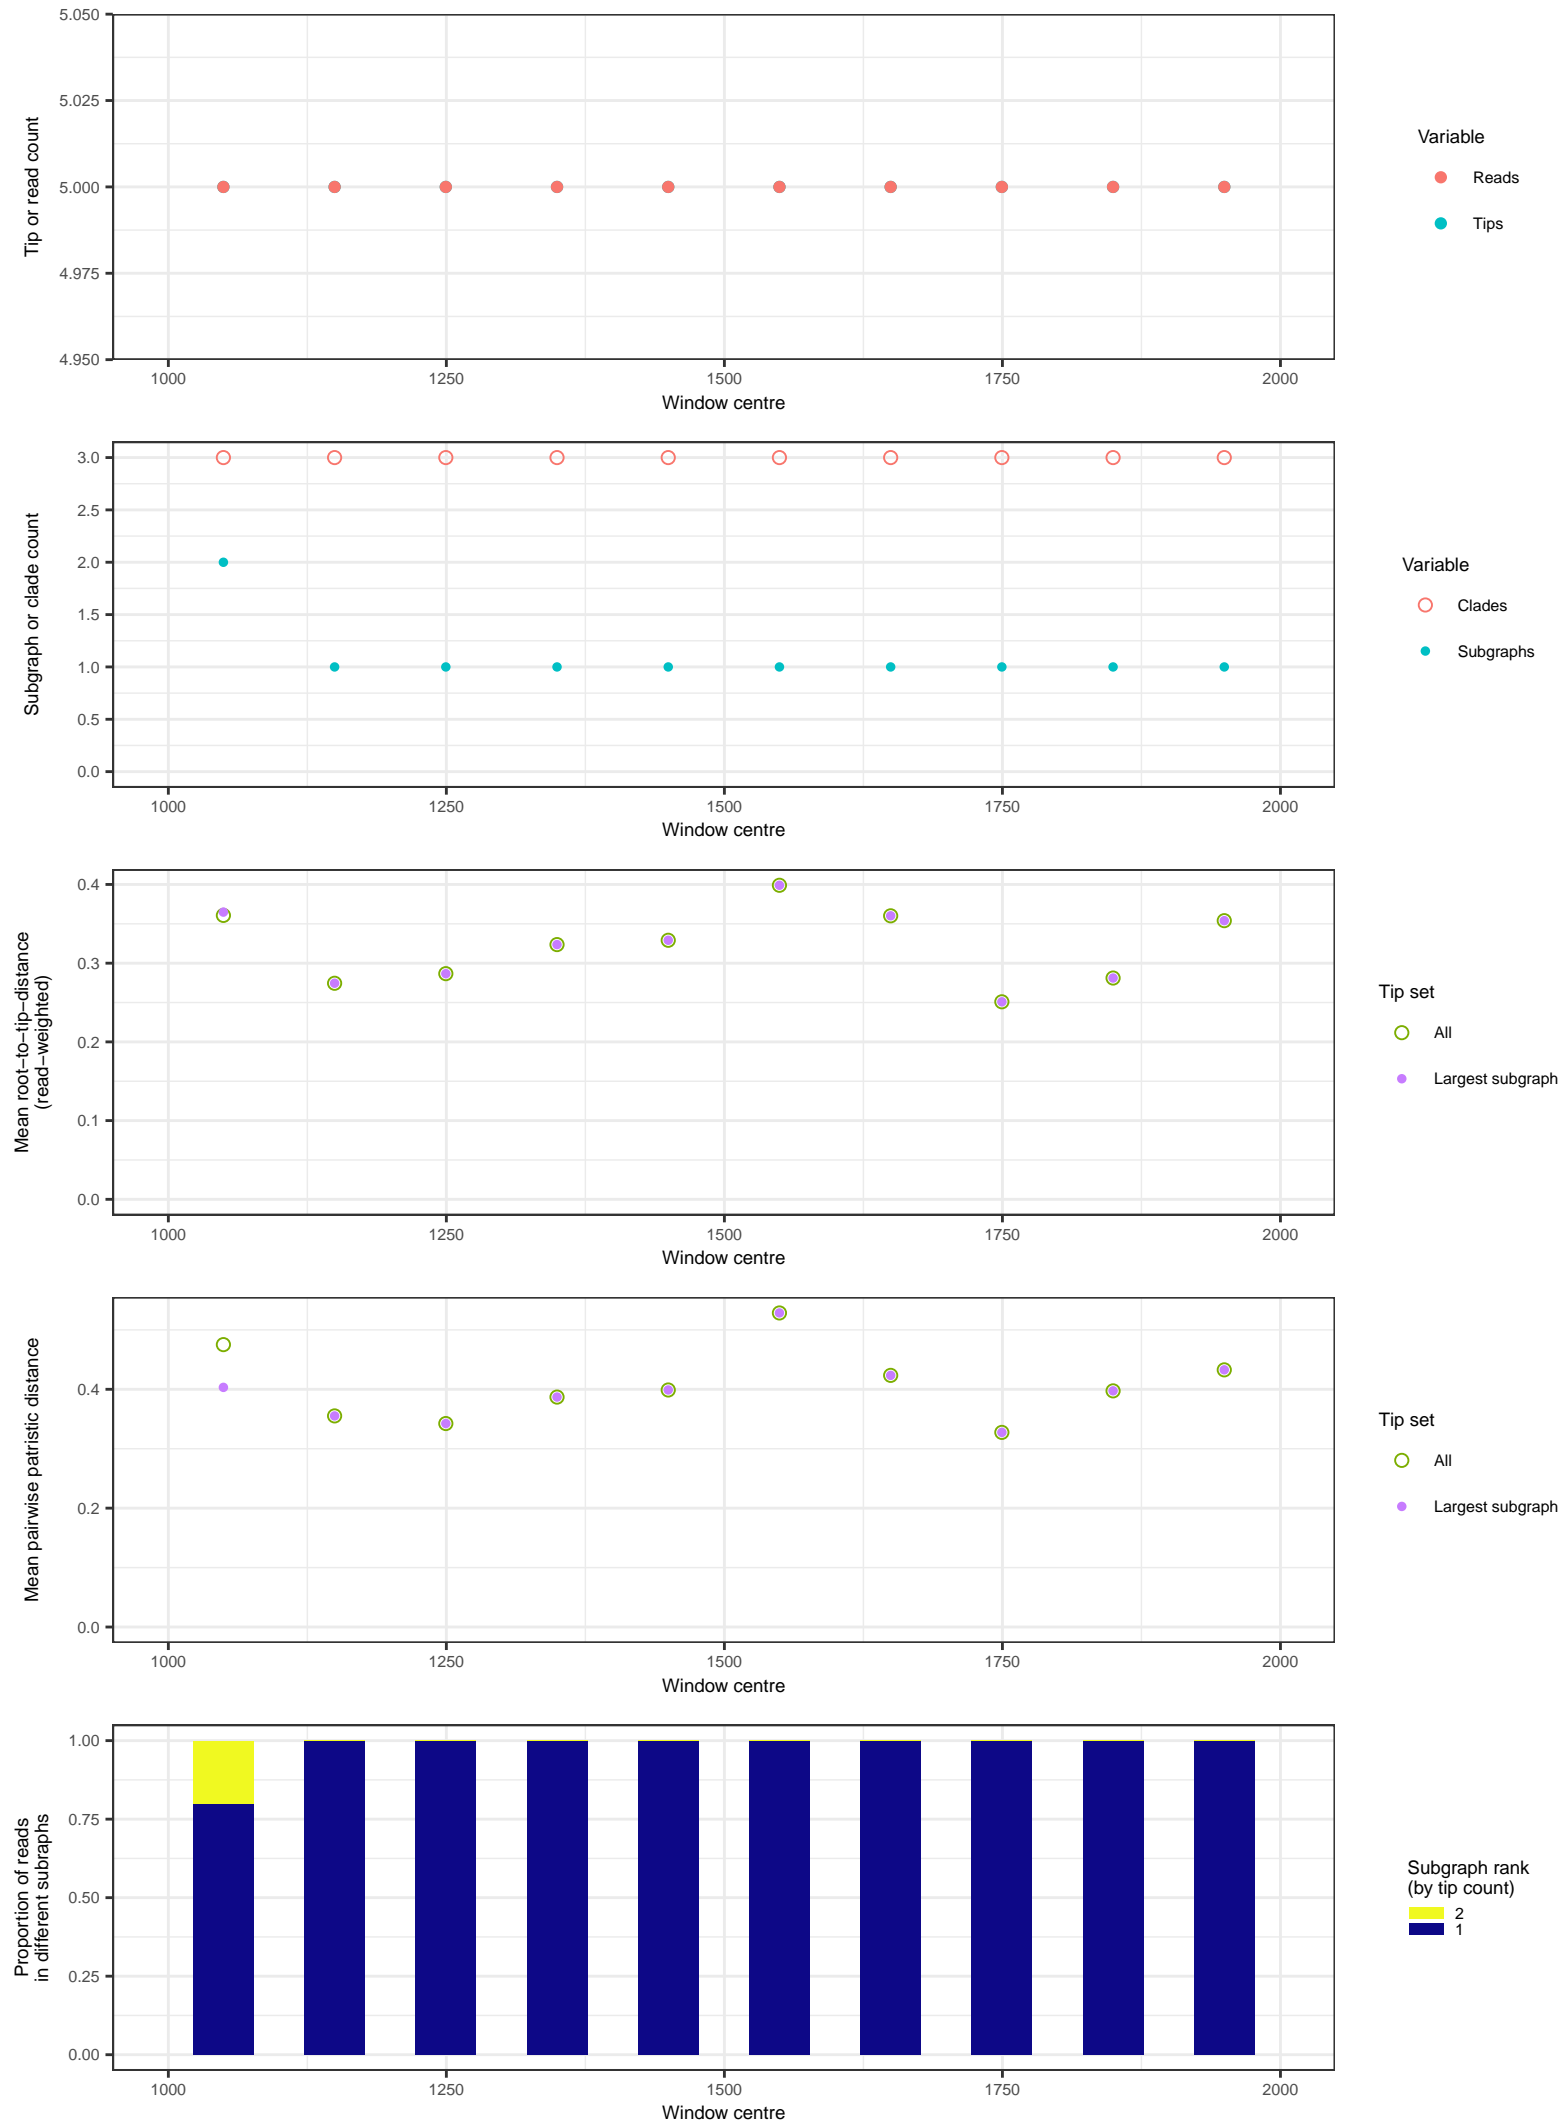 5.050
5.025
5.000
4.975
4.950
Tip or read count
1000 1250 1500 1750 2000
Window centre
Variable
Reads
Tips
3.0
2.5
2.0
1.5
1.0
0.5
0.0
Subgraph or clade count
1000 1250 1500 1750 2000
Window centre
Variable
Clades
Subgraphs
0.4
0.3
0.2
0.1
0.0
Mean root−to−tip−distance
(read−weighted)
1000 1250 1500 1750 2000
Window centre
Tip set
All
Largest subgraph
0.4
0.2
0.0
Mean pairwise patristic distance
1000 1250 1500 1750 2000
Window centre
Tip set
All
Largest subgraph
1.00
0.75
0.50
0.25
0.00
Proportion of reads
in different subraphs
1000 1250 1500 1750 2000
Window centre
Subgraph rank
(by tip count)
2
1